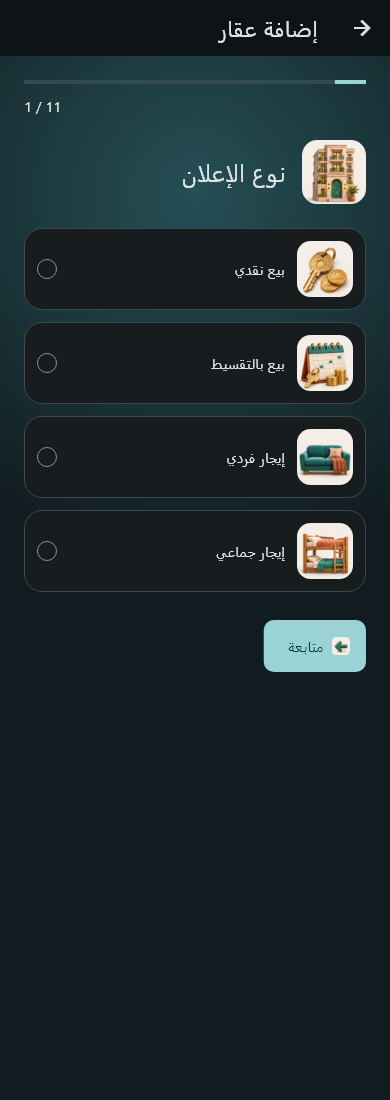 إضافة عقار
1 / 11
نوع الإعلان
بيع نقدي
بيع بالتقسيط
إيجار فردي
إيجار جماعي
متابعة